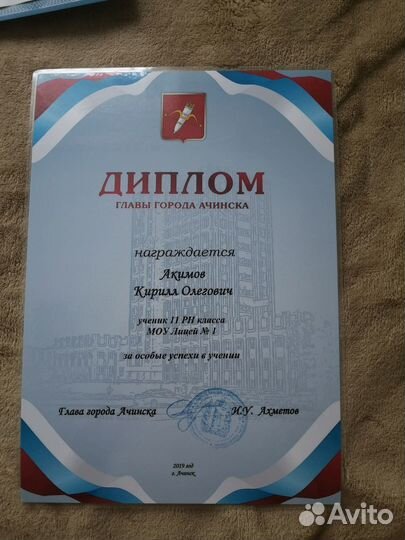 ДИПЛОМ
ГЛАВЫ ГОРОДА АЧИНСКА
награждается
Акимов
Кирилл Олегович
ученик 11 РН класса
МОУ Лицей № 1
за особые успехи в учении
Глава города Ачинска И.У. Ахметов
2019 год
г. Ачинск
Avito